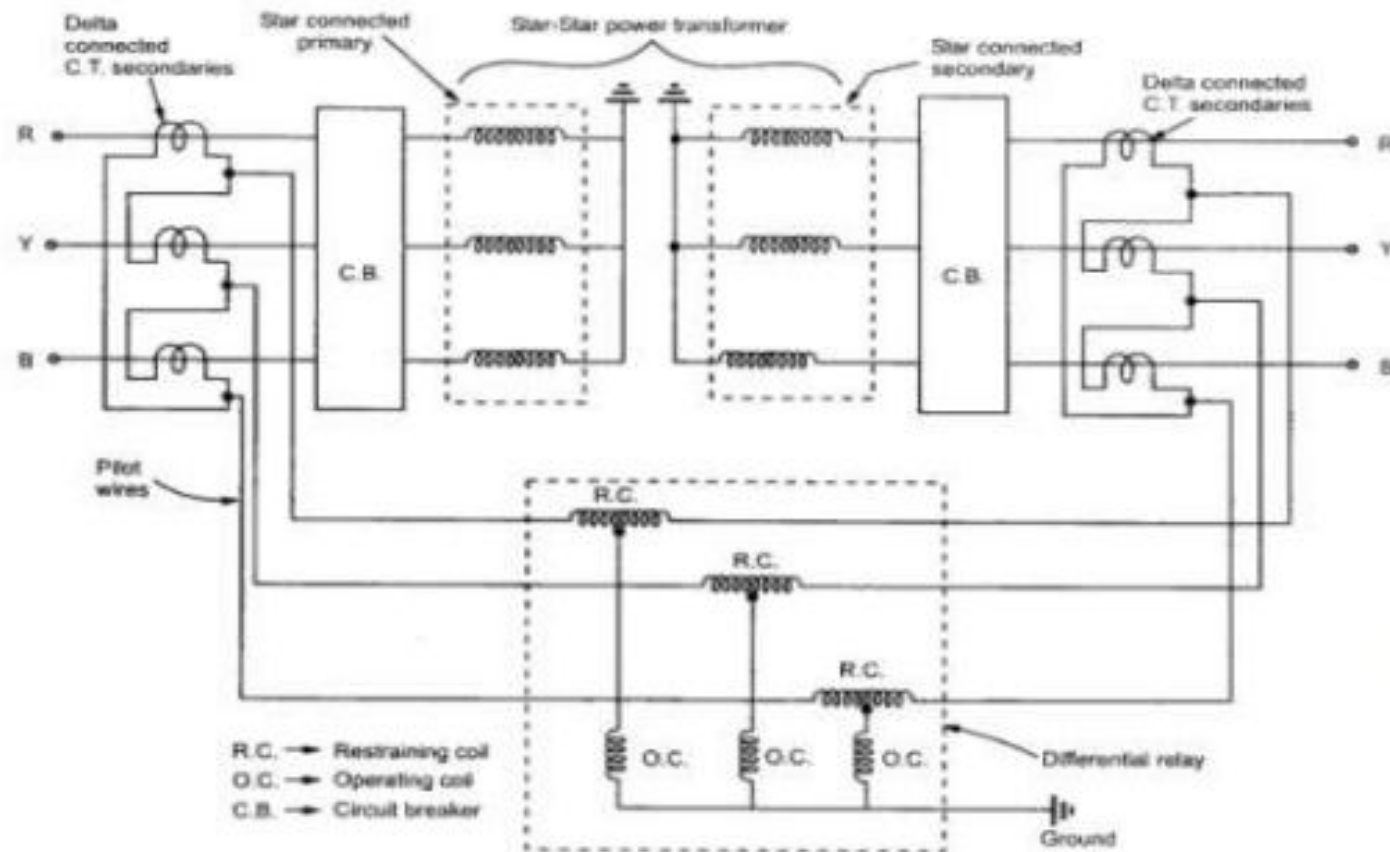 Delta
connected
C.T. secondaries
Star connected
primary
Star-Star power transformer
Star connected
secondary
Delta connected
C.T. secondaries
R
R
Y
Y
B
B
C.B.
C.B.
Pilot
wires
R.C.
R.C.
R.C.
O.C.
O.C.
O.C.
R.C. → Restraining coil
O.C. → Operating coil
C.B. → Circuit breaker
Differential relay
Ground